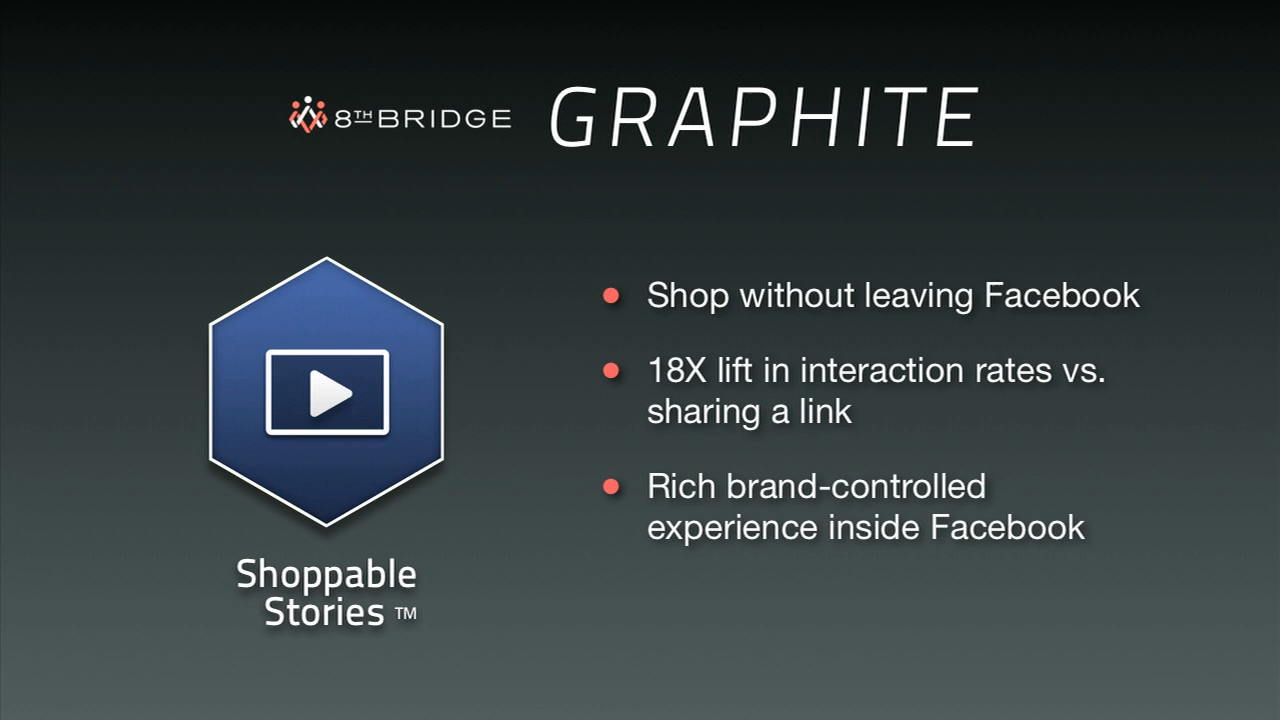 8TH BRIDGE GRAPHITE
Shop without leaving Facebook
18X lift in interaction rates vs.
sharing a link
Rich brand-controlled
experience inside Facebook
Shoppable
Stories ™